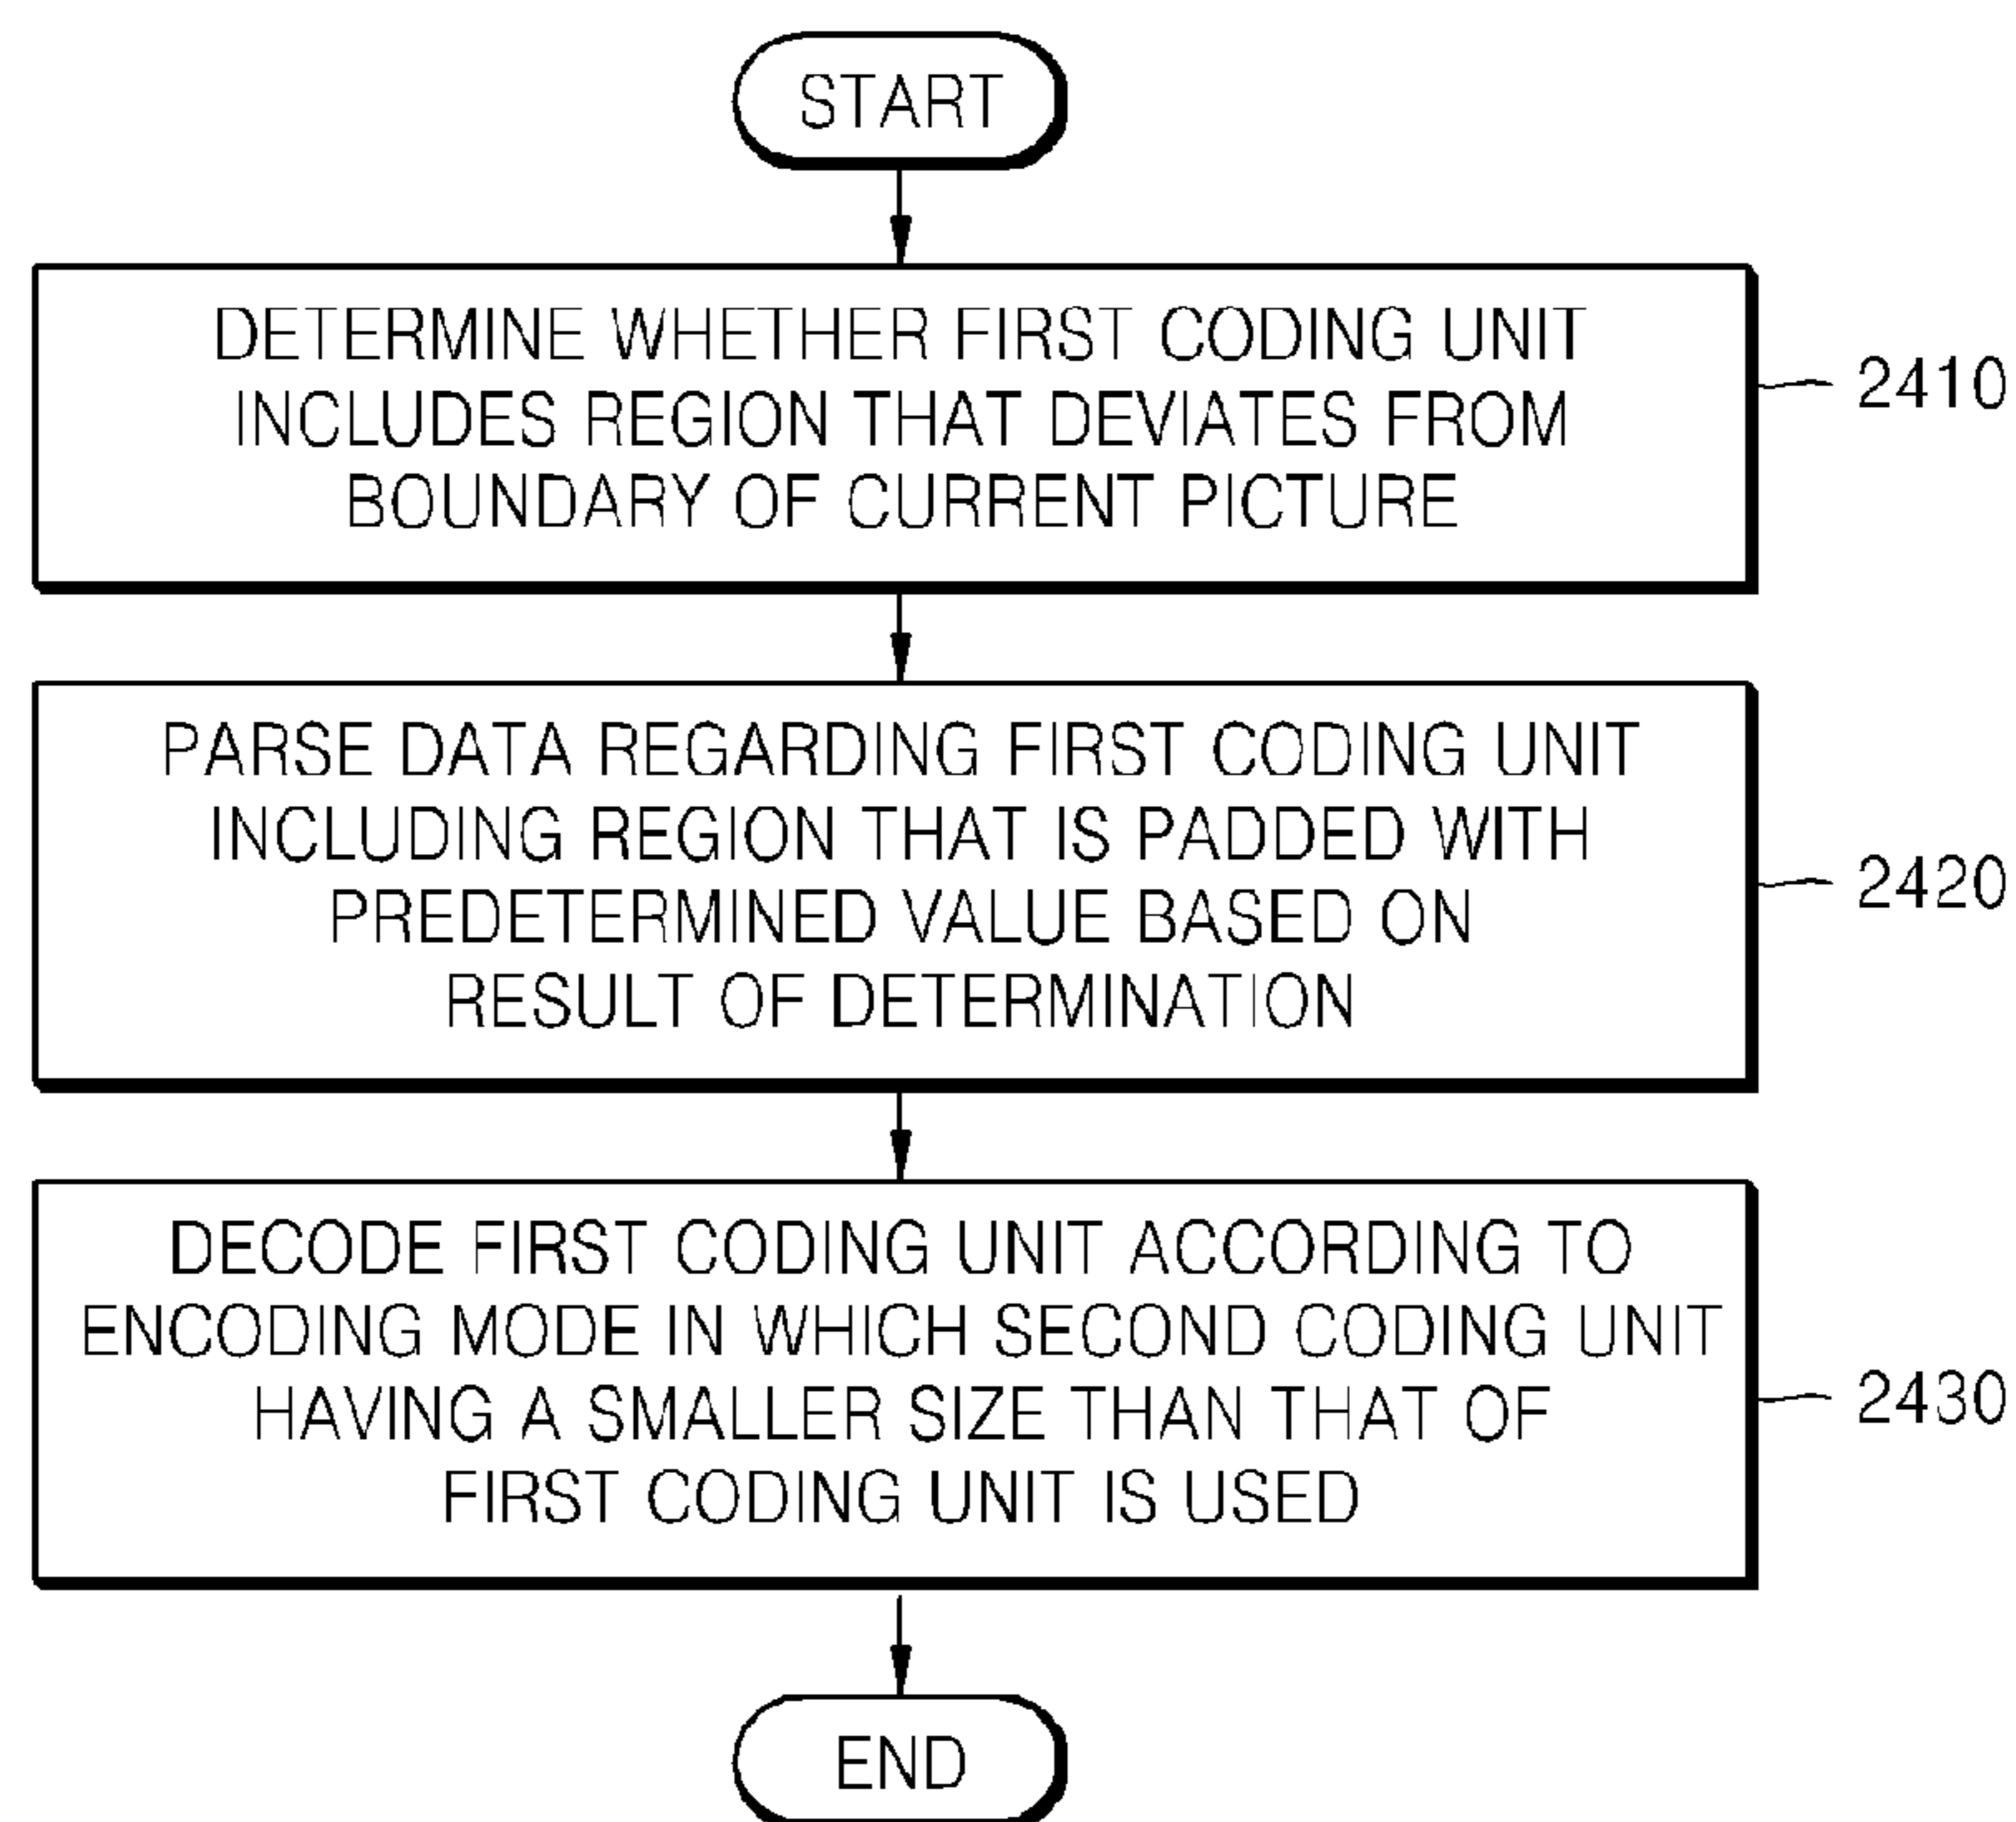 START
DETERMINE WHETHER FIRST CODING UNIT
INCLUDES REGION THAT DEVIATES FROM
BOUNDARY OF CURRENT PICTURE
2410
PARSE DATA REGARDING FIRST CODING UNIT
INCLUDING REGION THAT IS PADDED WITH
PREDETERMINED VALUE BASED ON
RESULT OF DETERMINATION
2420
DECODE FIRST CODING UNIT ACCORDING TO
ENCODING MODE IN WHICH SECOND CODING UNIT
HAVING A SMALLER SIZE THAN THAT OF
FIRST CODING UNIT IS USED
2430
END